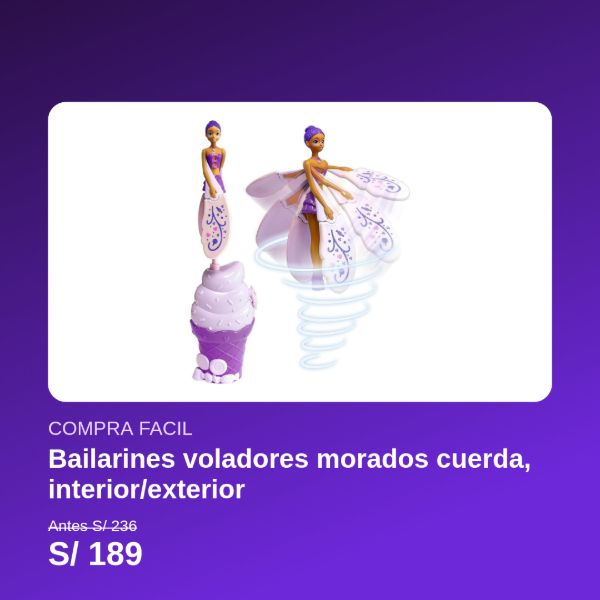 COMPRA FACIL
Bailarines voladores morados cuerda,
interior/exterior
Antes S/ 236
S/ 189